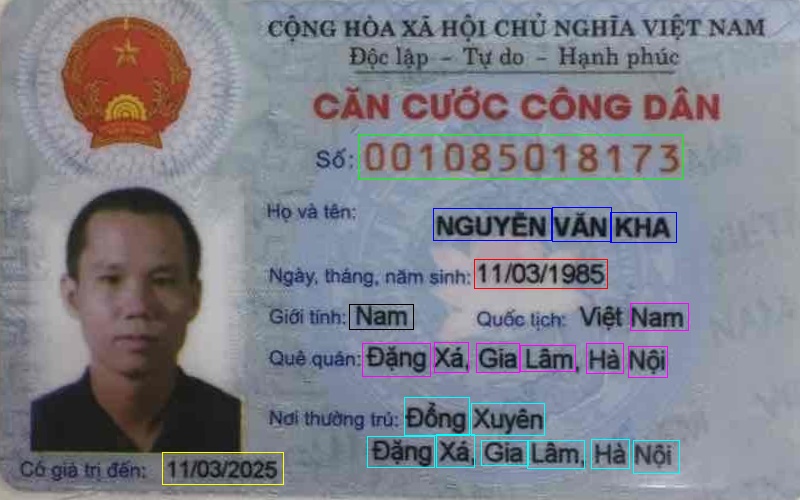 CỘNG HÒA XÃ HỘI CHỦ NGHĨA VIỆT NAM
Độc lập - Tự do - Hạnh phúc
CĂN CƯỚC CÔNG DÂN
Số: 001085018173
Họ và tên: NGUYỄN VĂN KHA
Ngày, tháng, năm sinh: 11/03/1985
Giới tính: Nam Quốc tịch: Việt Nam
Quê quán: Đặng Xá, Gia Lâm, Hà Nội
Nơi thường trú: Đổng Xuyên
Đặng Xá, Gia Lâm, Hà Nội
Có giá trị đến: 11/03/2025